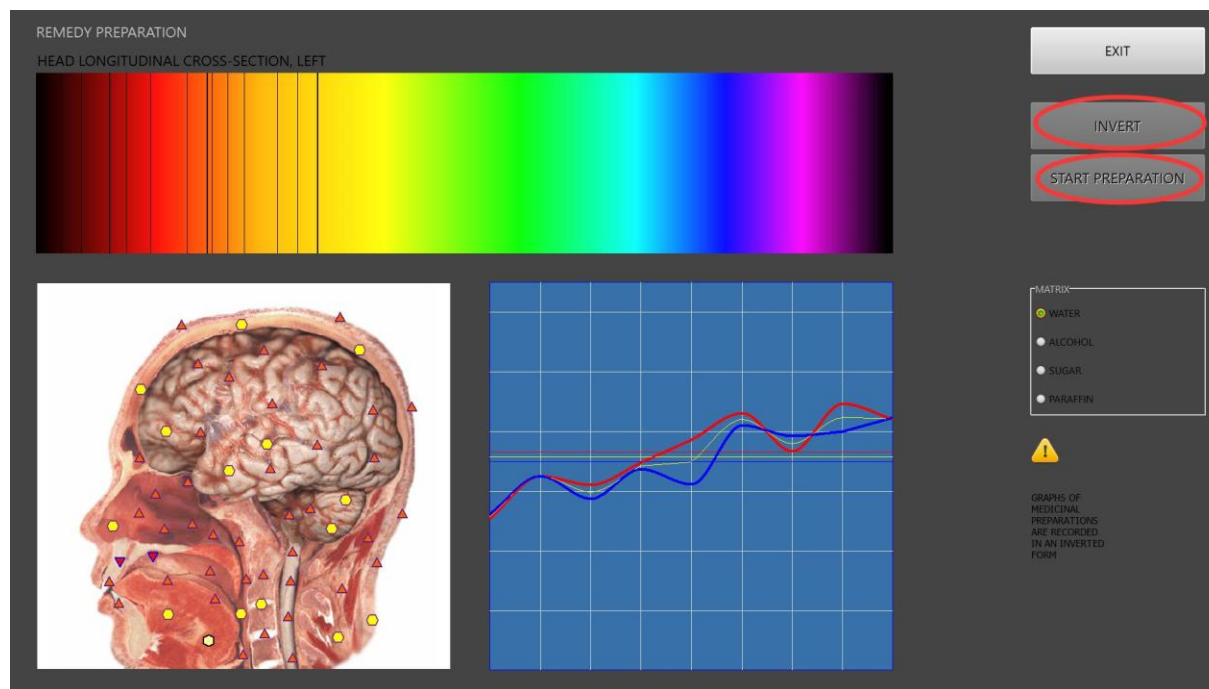 REMEDY PREPARATION
HEAD LONGITUDINAL CROSS-SECTION, LEFT
EXIT
INVERT
START PREPARATION
MATRIX
WATER
ALCOHOL
SUGAR
PARAFFIN
GRAPHS OF
MEDICINAL
PREPARATIONS
ARE RECORDED
IN AN INVERTED
FORM